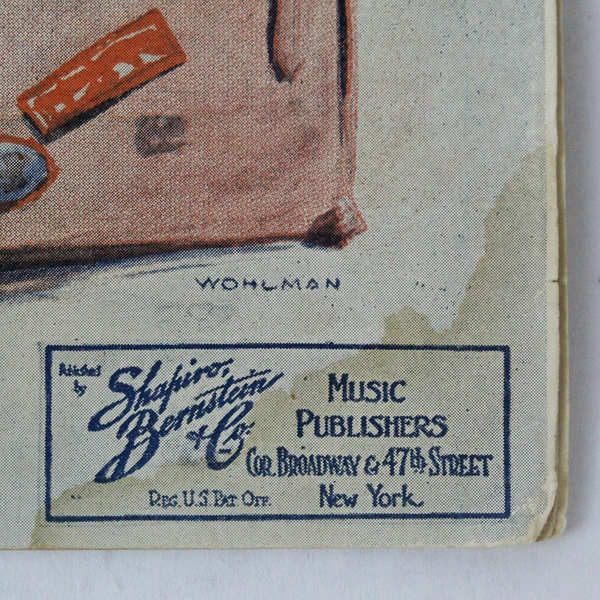 WOHLMAN
Published by
Shapiro,
Bernstein
& Co.
REG. U.S. PAT. OFF.
MUSIC
PUBLISHERS
COR. BROADWAY & 47th STREET
NEW YORK.